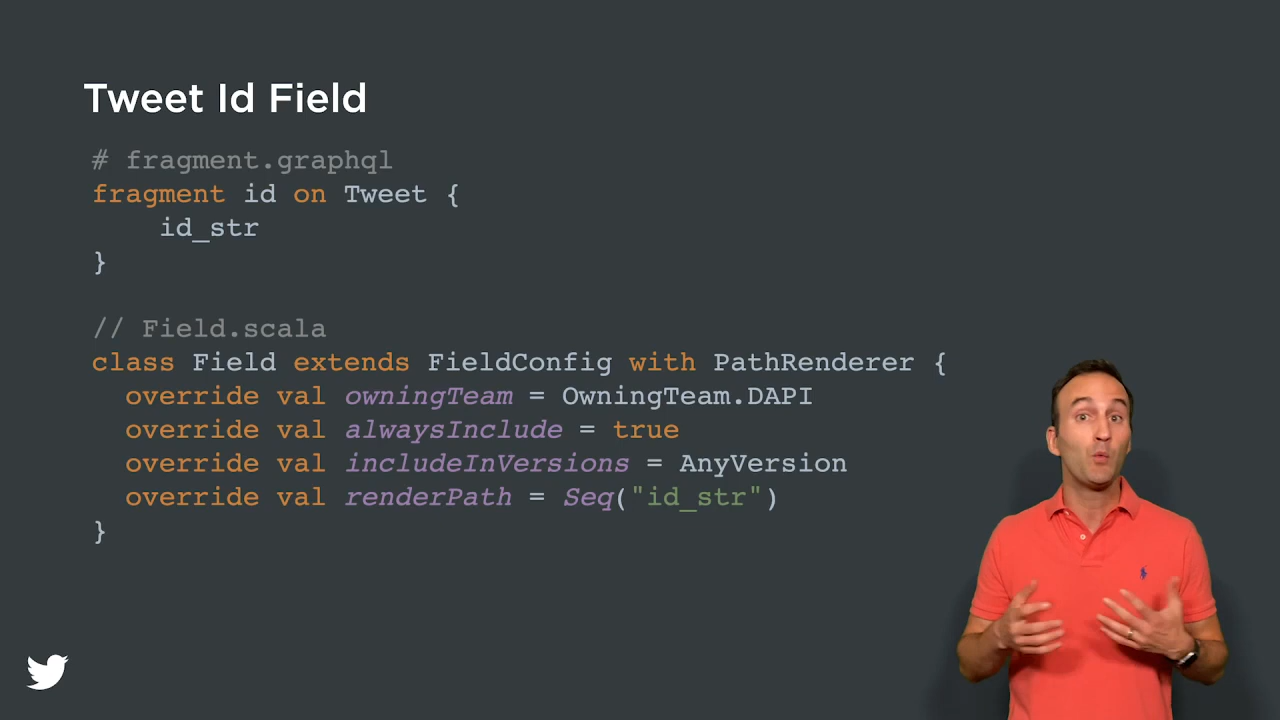 Tweet Id Field
# fragment.graphql
fragment id on Tweet {
    id_str
}
// Field.scala
class Field extends FieldConfig with PathRenderer {
  override val owningTeam = OwningTeam.DAPI
  override val alwaysInclude = true
  override val includeInVersions = AnyVersion
  override val renderPath = Seq("id_str")
}